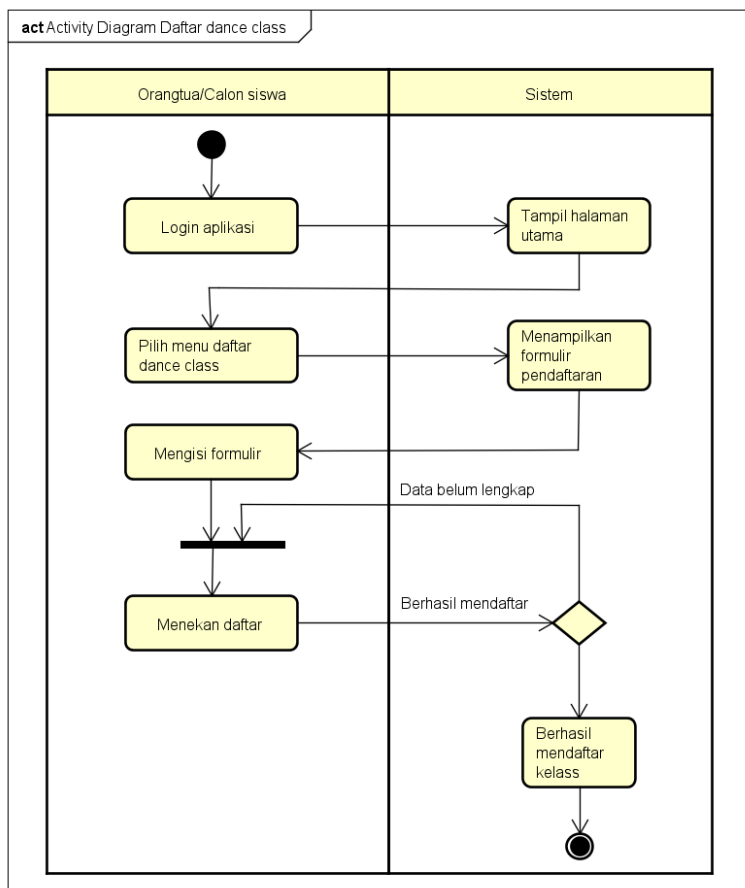 act Activity Diagram Daftar dance class
Orangtua/Calon siswa
Sistem
Login aplikasi
Tampil halaman
utama
Pilih menu daftar
dance class
Menampilkan
formulir
pendaftaran
Mengisi formulir
Data belum lengkap
Menekan daftar
Berhasil mendaftar
Berhasil
mendaftar
kelass